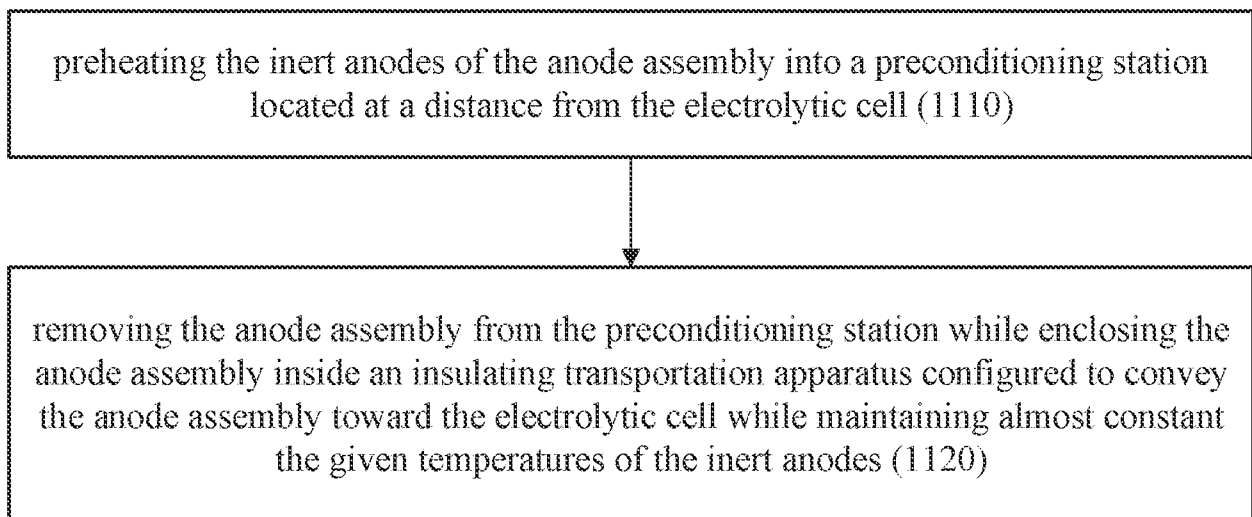 preheating the inert anodes of the anode assembly into a preconditioning station
located at a distance from the electrolytic cell (1110)
removing the anode assembly from the preconditioning station while enclosing the
anode assembly inside an insulating transportation apparatus configured to convey
the anode assembly toward the electrolytic cell while maintaining almost constant
the given temperatures of the inert anodes (1120)